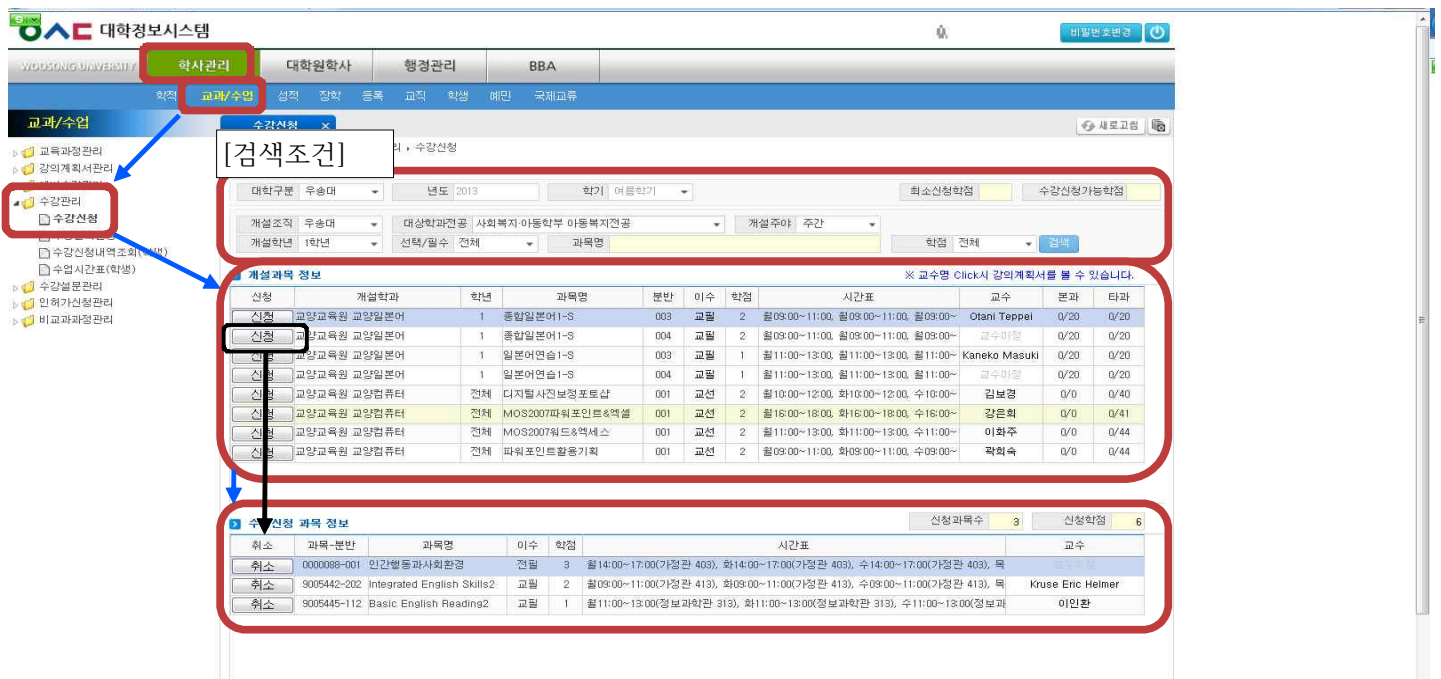 대학정보시스템
비밀번호변경
WOOSONG UNIVERSITY 학사관리 대학원학사 행정관리 BBA
학적 교과/수업 성적 장학 등록 교직 학생 예민 국제교류
교과/수업
수강신청 ×
새로고침
[검색조건]
리 , 수강신청
교육과정관리
강의계획서관리
수강관리
수강신청
수강신청내역조회(학생)
수업시간표(학생)
수강설문관리
인허가신청관리
비교과과정관리
대학구분 우송대 년도 2013 학기 여름학기 최소신청학점 수강신청가능학점
개설조직 우송대 대상학과전공 사회복지·아동학부 아동복지전공 개설주야 주간
개설학년 1학년 선택/필수 전체 과목명 학점 전체 검색
개설과목 정보 ※ 교수명 Click시 강의계획서를 볼 수 있습니다.
신청 개설학과 학년 과목명 분반 이수 학점 시간표 교수 본과 타과
신청 교양교육원 교양일본어 1 종합일본어1-S 003 교필 2 월09:00~11:00, 월09:00~11:00, 월09:00~ Otani Teppei 0/20 0/20
신청 교양교육원 교양일본어 1 종합일본어1-S 004 교필 2 월09:00~11:00, 월09:00~11:00, 월09:00~ 교수미정 0/20 0/20
신청 교양교육원 교양일본어 1 일본어연습1-S 003 교필 1 월11:00~13:00, 월11:00~13:00, 월11:00~ Kaneko Masuki 0/20 0/20
신청 교양교육원 교양일본어 1 일본어연습1-S 004 교필 1 월11:00~13:00, 월11:00~13:00, 월11:00~ 교수미정 0/20 0/20
신청 교양교육원 교양컴퓨터 전체 디지털사진보정포토샵 001 교선 2 월10:00~12:00, 화10:00~12:00, 수10:00~ 김보경 0/0 0/40
신청 교양교육원 교양컴퓨터 전체 MOS2007파워포인트&엑셀 001 교선 2 월16:00~18:00, 화16:00~18:00, 수16:00~ 강은희 0/0 0/41
신청 교양교육원 교양컴퓨터 전체 MOS2007워드&엑세스 001 교선 2 월11:00~13:00, 화11:00~13:00, 수11:00~ 이화주 0/0 0/44
신청 교양교육원 교양컴퓨터 전체 파워포인트활용기획 001 교선 2 월09:00~11:00, 화09:00~11:00, 수09:00~ 곽희숙 0/0 0/44
수강신청 과목 정보 신청과목수 3 신청학점 6
취소 과목-분반 과목명 이수 학점 시간표 교수
취소 0000088-001 인간행동과사회환경 전필 3 월14:00~17:00(가정관 403), 화14:00~17:00(가정관 403), 수14:00~17:00(가정관 403), 목
취소 9005442-202 Integrated English Skills2 교필 2 월09:00~11:00(가정관 413), 화09:00~11:00(가정관 413), 수09:00~11:00(가정관 413), 목 Kruse Eric Helmer
취소 9005445-112 Basic English Reading2 교필 1 월11:00~13:00(정보과학관 313), 화11:00~13:00(정보과학관 313), 수11:00~13:00(정보과 이인환